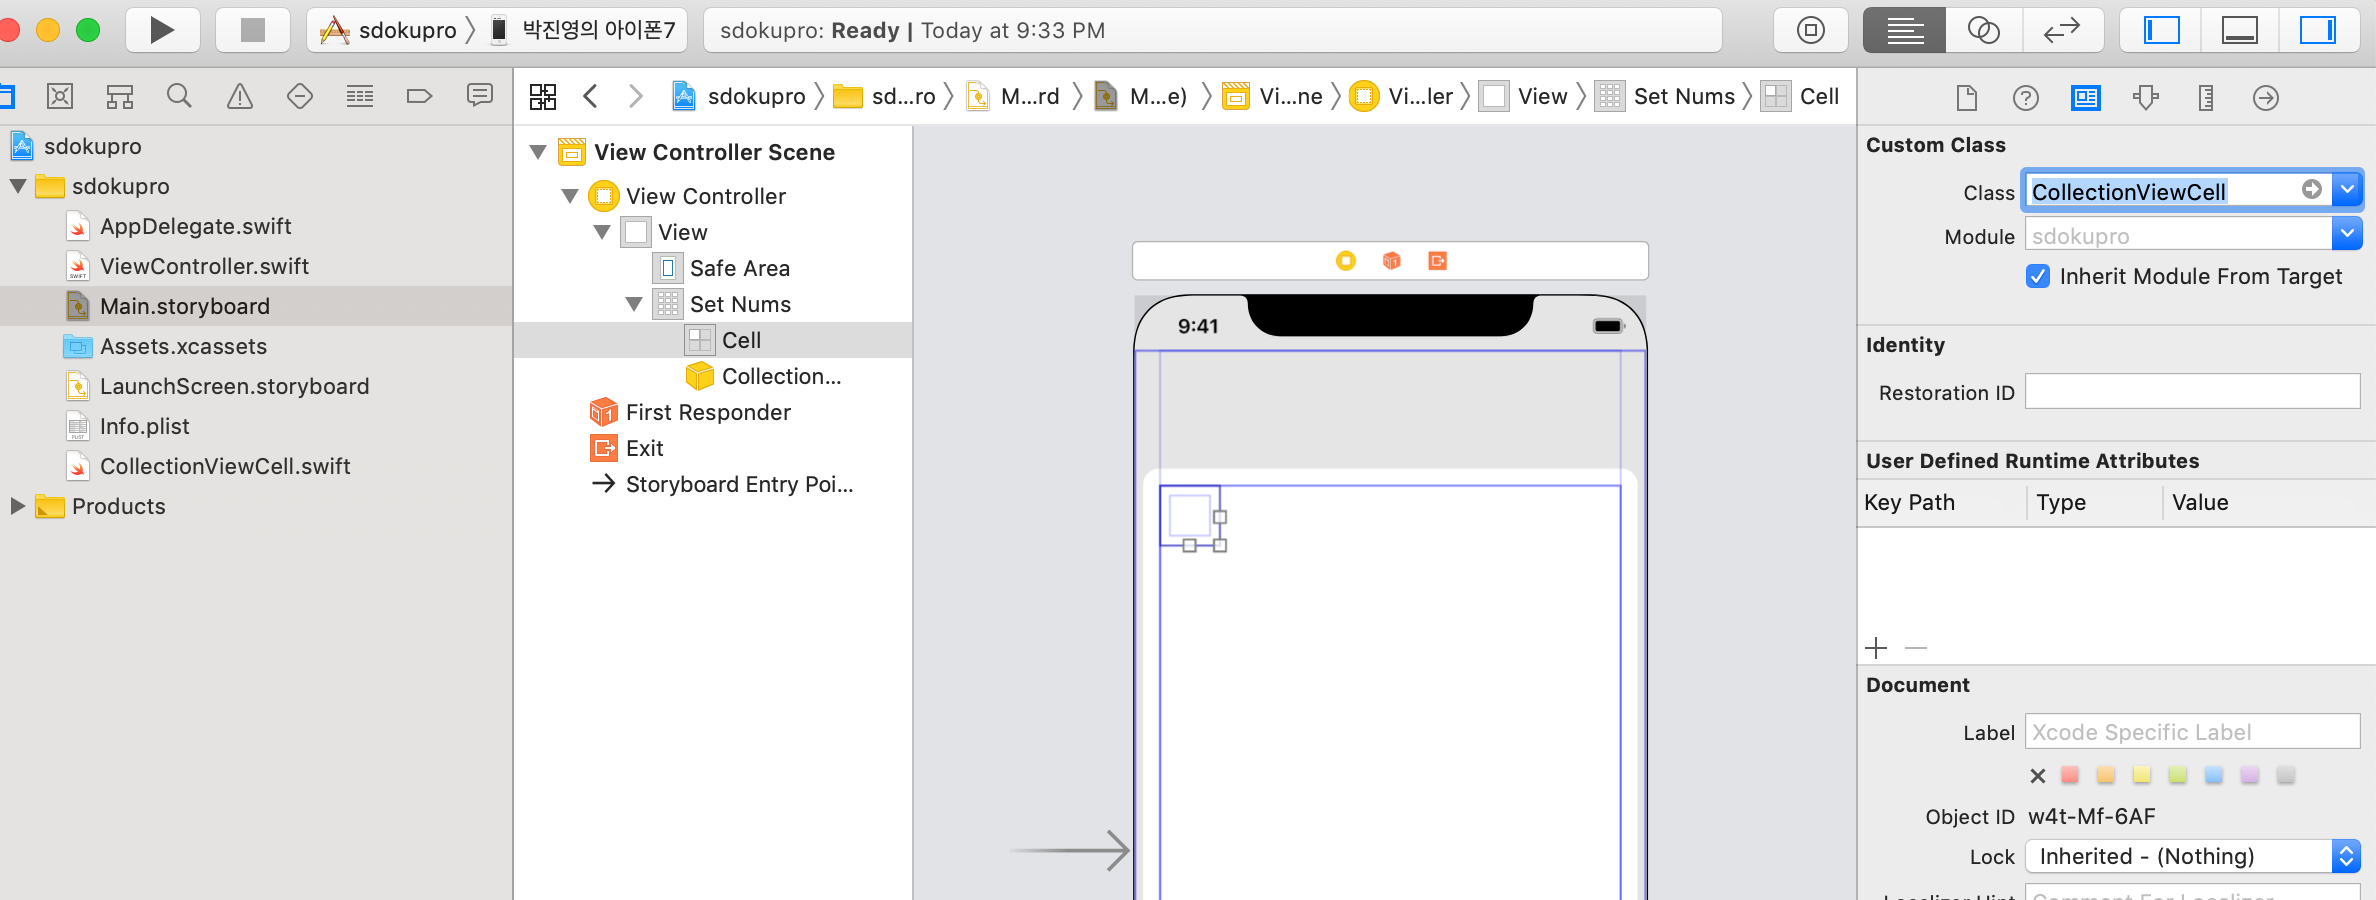 sdokupro
박진영의 아이폰7
sdokupro: Ready | Today at 9:33 PM
sdokupro
sd...ro
M...rd
M...e)
Vi...ne
Vi...ler
View
Set Nums
Cell
sdokupro
sdokupro
AppDelegate.swift
ViewController.swift
Main.storyboard
Assets.xcassets
LaunchScreen.storyboard
Info.plist
CollectionViewCell.swift
Products
View Controller Scene
View Controller
View
Safe Area
Set Nums
Cell
Collection...
First Responder
Exit
Storyboard Entry Poi...
9:41
Custom Class
Class CollectionViewCell
Module sdokupro
Inherit Module From Target
Identity
Restoration ID
User Defined Runtime Attributes
Key Path Type Value
Document
Label Xcode Specific Label
Object ID w4t-Mf-6AF
Lock Inherited - (Nothing)